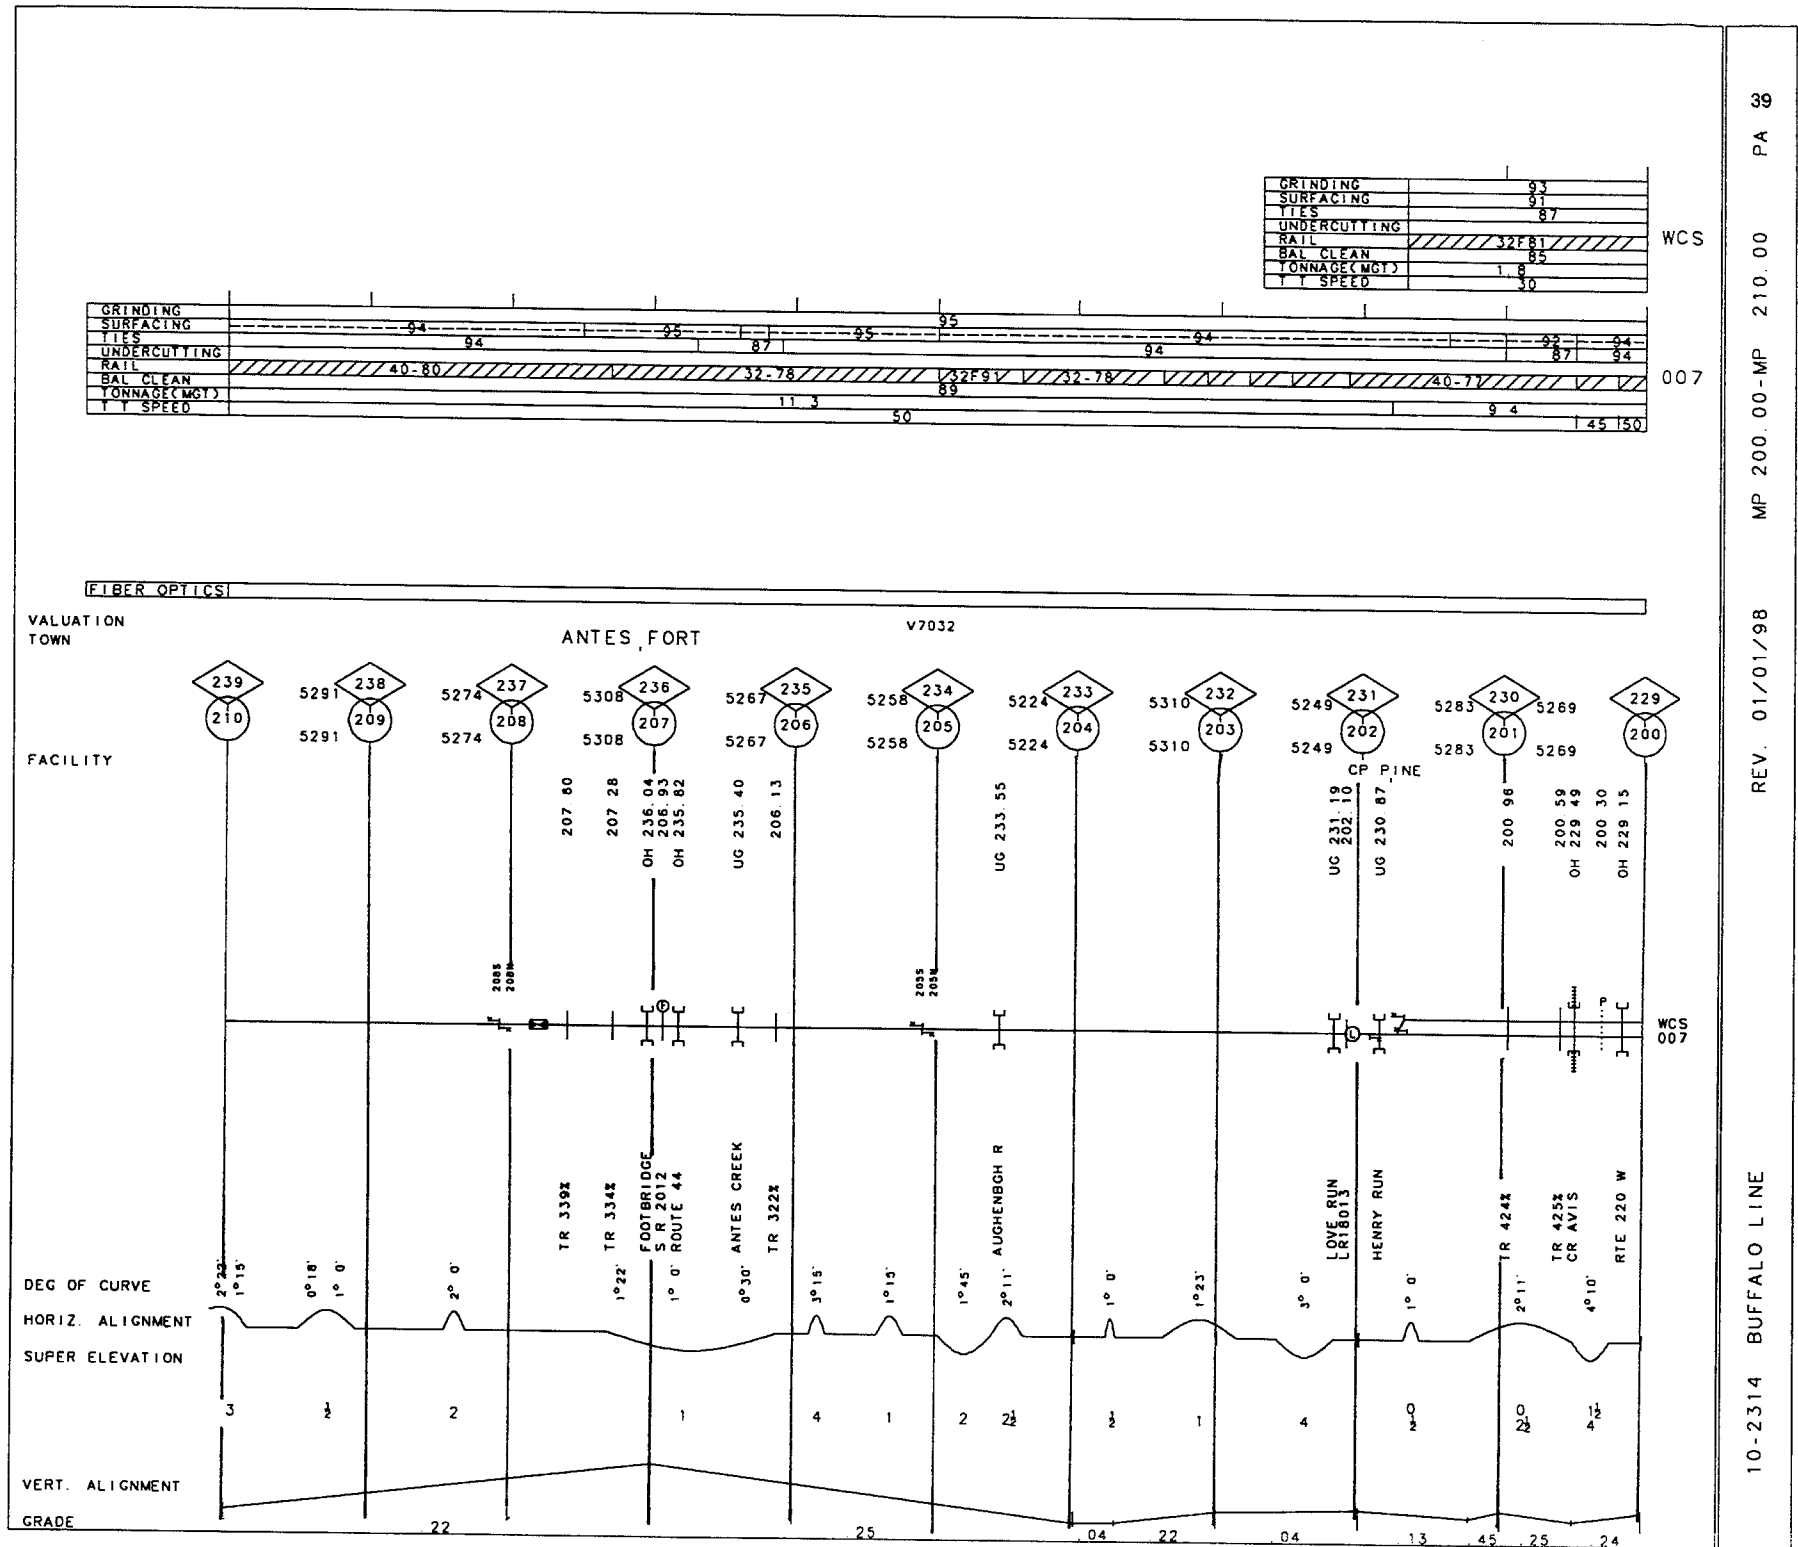 GRINDING 93
SURFACING 91
TIES 87
UNDERCUTTING
RAIL 32F81
BAL CLEAN 85
TONNAGE(MGT) 1.8
T T SPEED 30
WCS
GRINDING 95
SURFACING 94 95 95 94 92 94
TIES 94 87 94 87 94
UNDERCUTTING
RAIL 40-80 32-78 32F91 32-78 40-77
BAL CLEAN 89
TONNAGE(MGT) 11 3 9 4
T T SPEED 50 45 50
007
FIBER OPTICS
VALUATION V7032
TOWN ANTES FORT
239 238 237 236 235 234 233 232 231 230 229
5291 5274 5308 5267 5258 5224 5310 5249 5283 5269
210 209 208 207 206 205 204 203 202 201 200
5291 5274 5308 5267 5258 5224 5310 5249 5283 5269
FACILITY
CP PINE
207 80
207 28
OH 236.04
206.93
OH 235.82
UG 235.40
206.13
UG 233.55
UG 231.19
202.10
UG 230.87
200 96
200.59
OH 229 49
200 30
OH 229 15
208S
208N
205S
205N
F
L
P
WCS
007
TR 339%
TR 334%
FOOTBRIDGE
S R 2012
ROUTE 44
ANTES CREEK
TR 322%
AUGHENBGH R
LOVE RUN
LR18013
HENRY RUN
TR 424%
TR 425%
CR AVIS
RTE 220 W
DEG OF CURVE 2°22' 1°15' 0°18' 1° 0' 2° 0' 1°22' 1° 0' 0°30' 3°15' 1°15' 1°45' 2°11' 1° 0' 1°23' 3° 0' 1° 0' 2°11' 4°10'
HORIZ. ALIGNMENT
SUPER ELEVATION
3 ½ 2 1 4 1 2 2½ ½ 1 4 0 0 1½
½ 2½ 4
VERT. ALIGNMENT
GRADE 22 25 .04 22 04 13 .45 .25 24
10-2314 BUFFALO LINE REV. 01/01/98 MP 200.00-MP 210.00 PA 39